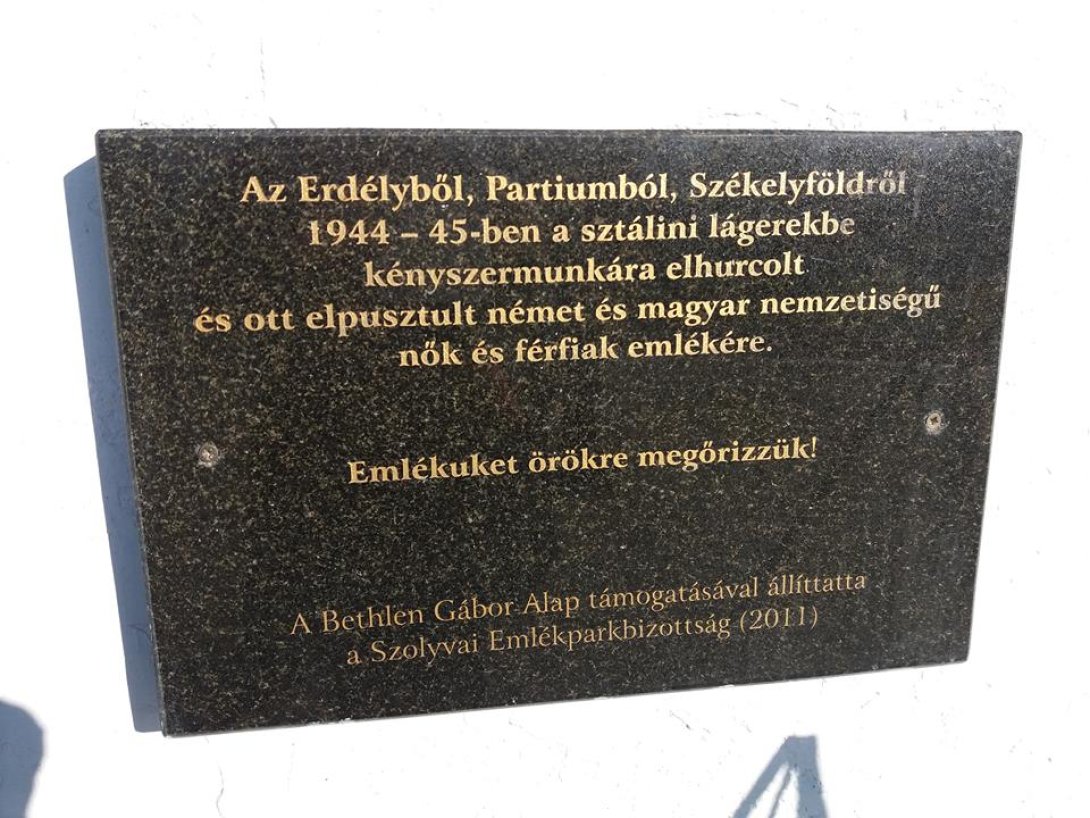 Az Erdélyből, Partiumból, Székelyföldről
1944 – 45-ben a sztálini lágerekbe
kényszermunkára elhurcolt
és ott elpusztult német és magyar nemzetiségű
nők és férfiak emlékére.
Emlékuket örökre megőrizzük!
A Bethlen Gábor Alap támogatásával állíttatta
a Szolyvai Emlékparkbizottság (2011)